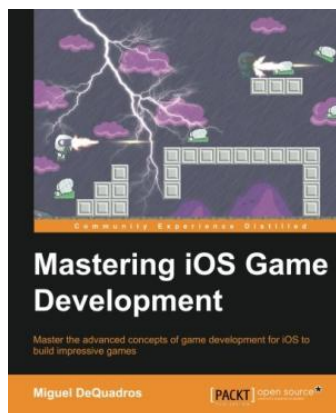 Community Experience Distilled
Mastering iOS Game
Development
Master the advanced concepts of game development for iOS to
build impressive games
Miguel DeQuadros
[PACKT] open source*